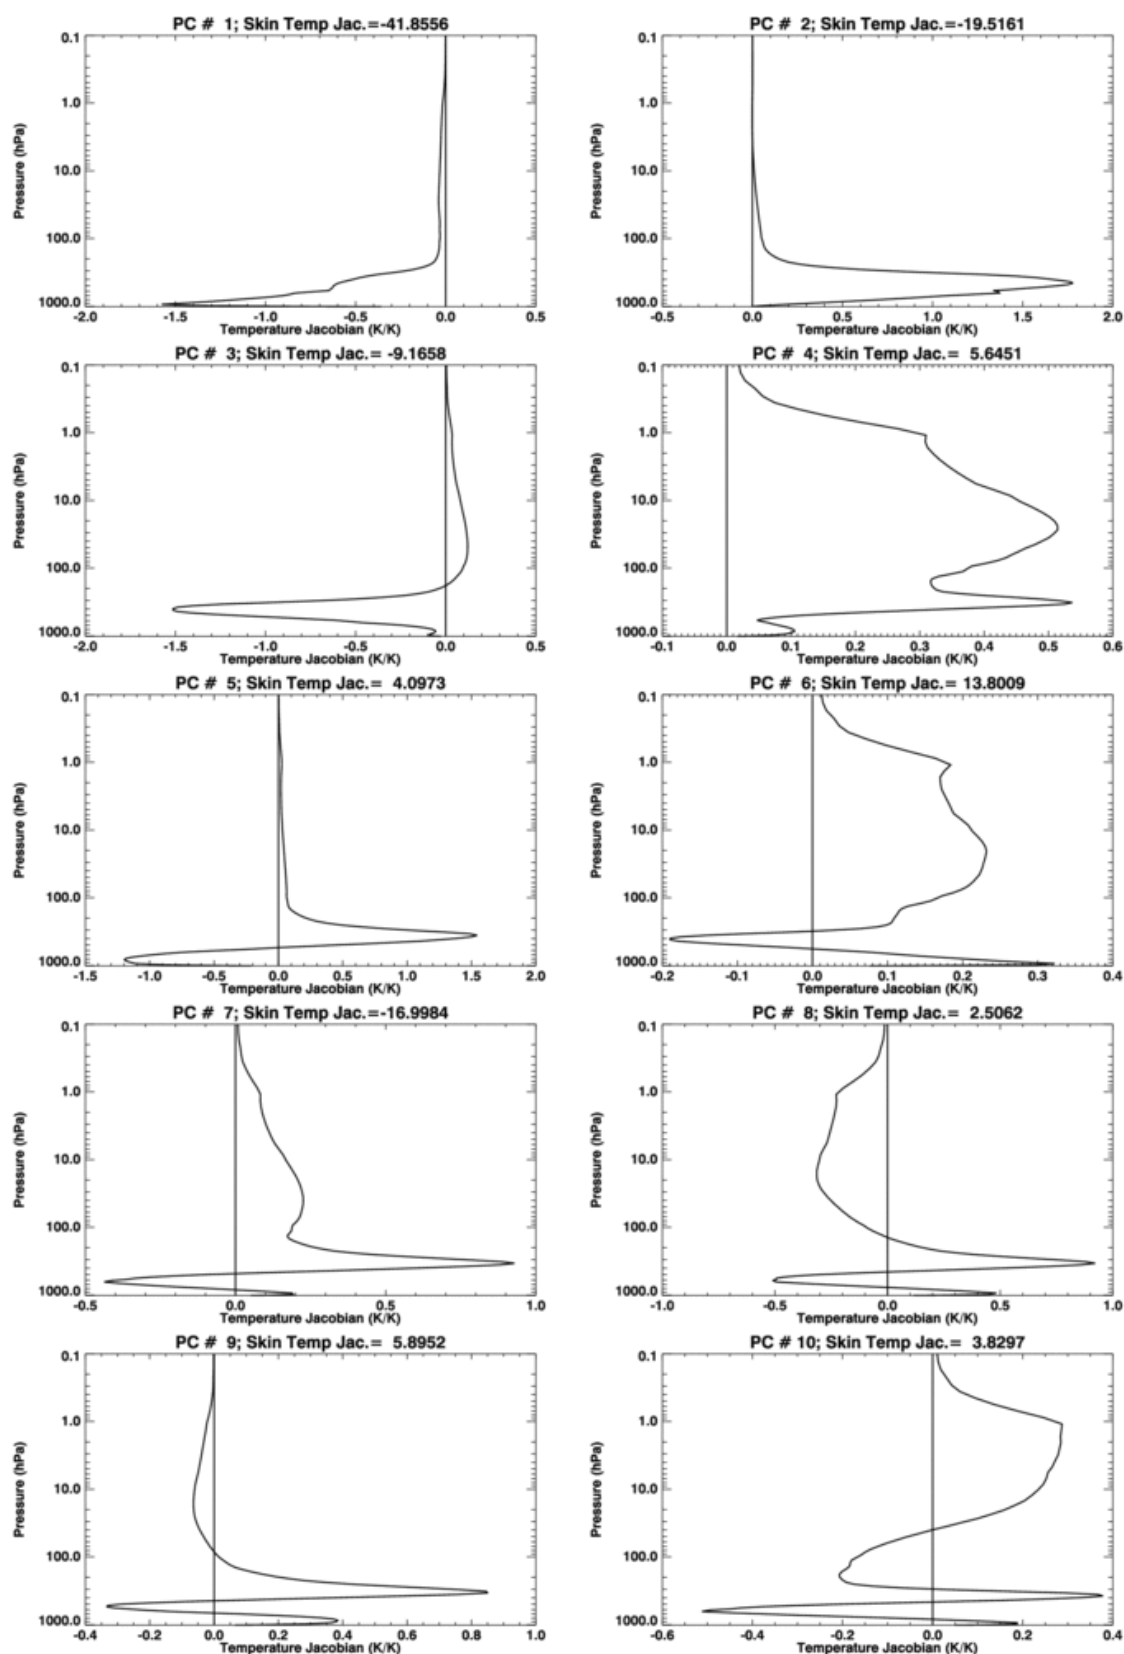 PC # 1; Skin Temp Jac.=-41.8556
0.1
1.0
10.0
100.0
1000.0
Pressure (hPa)
-2.0 -1.5 -1.0 -0.5 0.0 0.5
Temperature Jacobian (K/K)
PC # 2; Skin Temp Jac.=-19.5161
0.1
1.0
10.0
100.0
1000.0
Pressure (hPa)
-0.5 0.0 0.5 1.0 1.5 2.0
Temperature Jacobian (K/K)
PC # 3; Skin Temp Jac.= -9.1658
0.1
1.0
10.0
100.0
1000.0
Pressure (hPa)
-2.0 -1.5 -1.0 -0.5 0.0 0.5
Temperature Jacobian (K/K)
PC # 4; Skin Temp Jac.= 5.6451
0.1
1.0
10.0
100.0
1000.0
Pressure (hPa)
-0.1 0.0 0.1 0.2 0.3 0.4 0.5 0.6
Temperature Jacobian (K/K)
PC # 5; Skin Temp Jac.= 4.0973
0.1
1.0
10.0
100.0
1000.0
Pressure (hPa)
-1.5 -1.0 -0.5 0.0 0.5 1.0 1.5 2.0
Temperature Jacobian (K/K)
PC # 6; Skin Temp Jac.= 13.8009
0.1
1.0
10.0
100.0
1000.0
Pressure (hPa)
-0.2 -0.1 0.0 0.1 0.2 0.3 0.4
Temperature Jacobian (K/K)
PC # 7; Skin Temp Jac.=-16.9984
0.1
1.0
10.0
100.0
1000.0
Pressure (hPa)
-0.5 0.0 0.5 1.0
Temperature Jacobian (K/K)
PC # 8; Skin Temp Jac.= 2.5062
0.1
1.0
10.0
100.0
1000.0
Pressure (hPa)
-1.0 -0.5 0.0 0.5 1.0
Temperature Jacobian (K/K)
PC # 9; Skin Temp Jac.= 5.8952
0.1
1.0
10.0
100.0
1000.0
Pressure (hPa)
-0.4 -0.2 0.0 0.2 0.4 0.6 0.8 1.0
Temperature Jacobian (K/K)
PC # 10; Skin Temp Jac.= 3.8297
0.1
1.0
10.0
100.0
1000.0
Pressure (hPa)
-0.6 -0.4 -0.2 0.0 0.2 0.4
Temperature Jacobian (K/K)